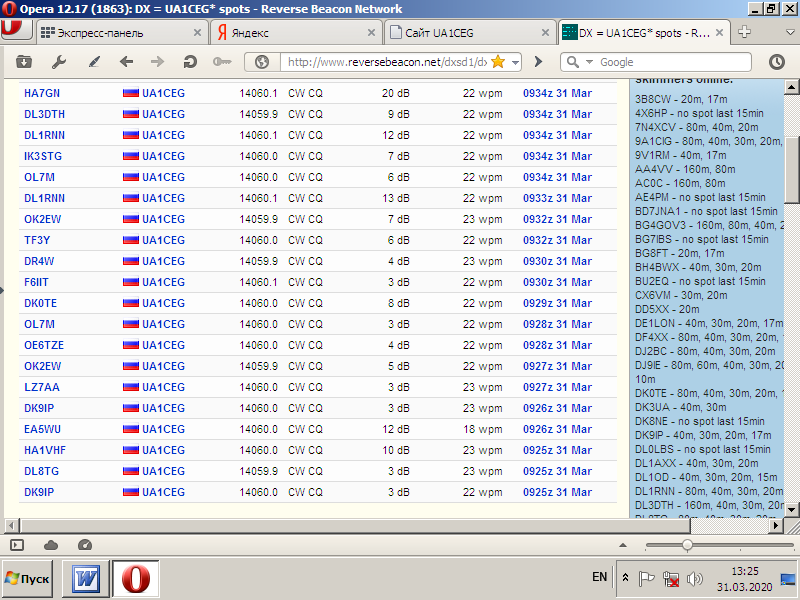 Opera 12.17 (1863): DX = UA1CEG* spots - Reverse Beacon Network
Экспресс-панель
Яндекс
Сайт UA1CEG
DX = UA1CEG* spots - R...
http://www.reversebeacon.net/dxsd1/dx
Google
HA7GN UA1CEG 14060.1 CW CQ 20 dB 22 wpm 0934z 31 Mar
DL3DTH UA1CEG 14059.9 CW CQ 9 dB 22 wpm 0934z 31 Mar
DL1RNN UA1CEG 14060.1 CW CQ 12 dB 22 wpm 0934z 31 Mar
IK3STG UA1CEG 14060.0 CW CQ 7 dB 22 wpm 0934z 31 Mar
OL7M UA1CEG 14060.0 CW CQ 6 dB 22 wpm 0934z 31 Mar
DL1RNN UA1CEG 14060.1 CW CQ 13 dB 22 wpm 0933z 31 Mar
OK2EW UA1CEG 14059.9 CW CQ 7 dB 23 wpm 0932z 31 Mar
TF3Y UA1CEG 14060.0 CW CQ 6 dB 22 wpm 0932z 31 Mar
DR4W UA1CEG 14059.9 CW CQ 4 dB 23 wpm 0930z 31 Mar
F6IIT UA1CEG 14060.1 CW CQ 3 dB 22 wpm 0930z 31 Mar
DK0TE UA1CEG 14060.0 CW CQ 8 dB 22 wpm 0929z 31 Mar
OL7M UA1CEG 14060.0 CW CQ 3 dB 22 wpm 0928z 31 Mar
OE6TZE UA1CEG 14060.0 CW CQ 4 dB 22 wpm 0928z 31 Mar
OK2EW UA1CEG 14059.9 CW CQ 5 dB 22 wpm 0927z 31 Mar
LZ7AA UA1CEG 14060.0 CW CQ 3 dB 23 wpm 0927z 31 Mar
DK9IP UA1CEG 14060.0 CW CQ 3 dB 23 wpm 0926z 31 Mar
EA5WU UA1CEG 14060.0 CW CQ 12 dB 18 wpm 0926z 31 Mar
HA1VHF UA1CEG 14060.0 CW CQ 10 dB 23 wpm 0925z 31 Mar
DL8TG UA1CEG 14059.9 CW CQ 3 dB 23 wpm 0925z 31 Mar
DK9IP UA1CEG 14060.0 CW CQ 3 dB 22 wpm 0925z 31 Mar
skimmers online:
3B8CW - 20m, 17m
4X6HP - no spot last 15min
7N4XCV - 80m, 40m, 20m
9A1CIG - 80m, 40m, 30m, 20m,
9V1RM - 40m, 17m
AA4VV - 160m, 80m
AC0C - 160m, 80m
AE4PM - no spot last 15min
BD7JNA1 - no spot last 15min
BG4GOV3 - 160m, 80m, 40m, 2
BG7IBS - no spot last 15min
BG8FT - 20m, 17m
BH4BWX - 40m, 30m, 20m
BU2EQ - no spot last 15min
CX6VM - 30m, 20m
DD5XX - 20m
DE1LON - 40m, 30m, 20m, 17m
DF4XX - 80m, 40m, 30m, 20m,
DJ2BC - 80m, 40m, 30m, 20m
DJ9IE - 80m, 60m, 40m, 30m, 20
10m
DK0TE - 80m, 40m, 30m, 20m,
DK3UA - 40m, 30m
DK8NE - no spot last 15min
DK9IP - 40m, 30m, 20m, 17m
DL0LBS - no spot last 15min
DL1AXX - 40m, 30m, 20m
DL1OD - 40m, 30m, 20m, 15m
DL1RNN - 80m, 40m, 30m, 20m
DL3DTH - 160m, 40m, 30m, 20m
Пуск
EN
13:25
31.03.2020